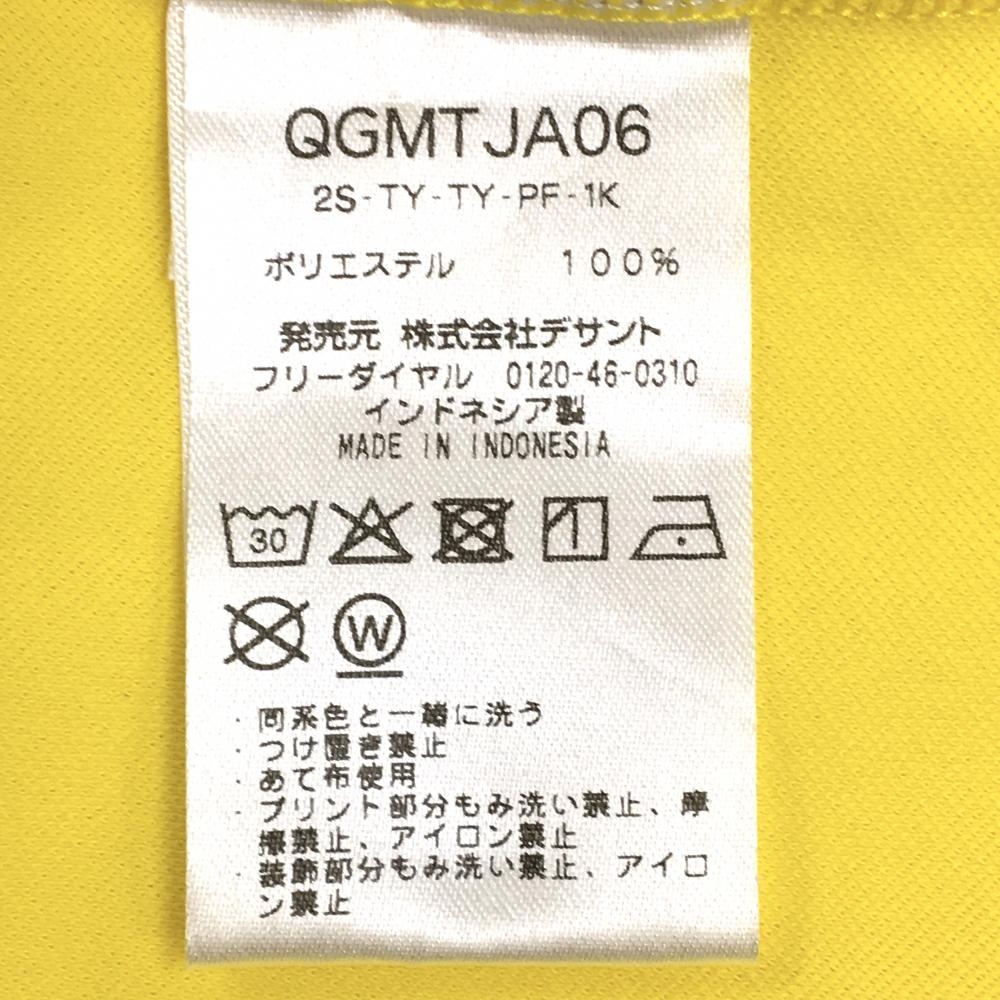 QGMTJA06
2S-TY-TY-PF-1K
ポリエステル 100%
発売元 株式会社デサント
フリーダイヤル 0120-46-0310
インドネシア製
MADE IN INDONESIA
30
W
・同系色と一緒に洗う
・つけ置き禁止
・あて布使用
・プリント部分もみ洗い禁止、摩
擦禁止、アイロン禁止
・装飾部分もみ洗い禁止、アイロ
ン禁止